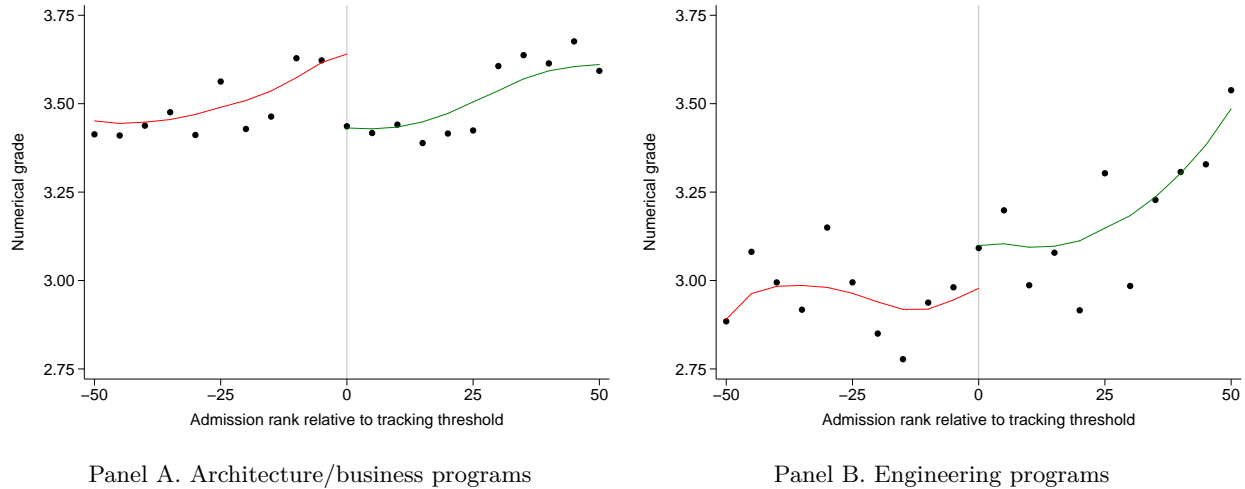 3.75
3.50
3.25
3.00
2.75
Numerical grade
−50 −25 0 25 50
Admission rank relative to tracking threshold
Panel A. Architecture/business programs
3.75
3.50
3.25
3.00
2.75
Numerical grade
−50 −25 0 25 50
Admission rank relative to tracking threshold
Panel B. Engineering programs